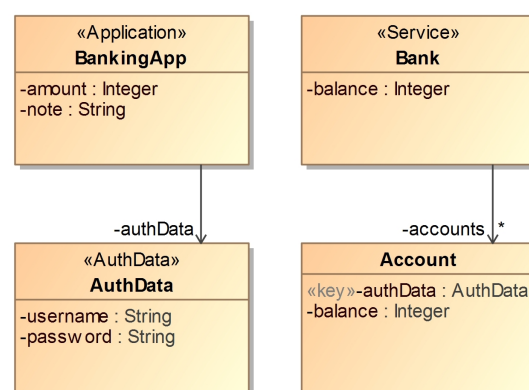 «Application»
BankingApp
-amount : Integer
-note : String
«Service»
Bank
-balance : Integer
-authData
-accounts *
«AuthData»
AuthData
-username : String
-password : String
Account
«key»-authData : AuthData
-balance : Integer